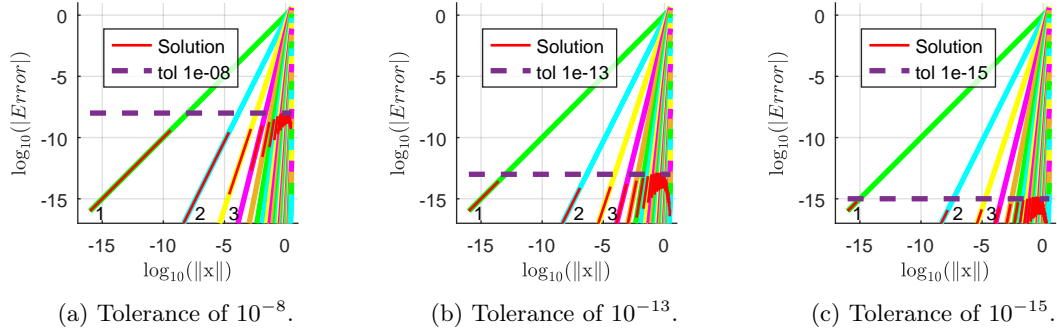 0
-5
-10
-15
log₁₀(|Error|)
Solution
tol 1e-08
1
2
3
-15
-10
-5
0
log₁₀(‖x‖)
(a) Tolerance of 10⁻⁸.
0
-5
-10
-15
log₁₀(|Error|)
Solution
tol 1e-13
1
2
3
-15
-10
-5
0
log₁₀(‖x‖)
(b) Tolerance of 10⁻¹³.
0
-5
-10
-15
log₁₀(|Error|)
Solution
tol 1e-15
1
2
3
-15
-10
-5
0
log₁₀(‖x‖)
(c) Tolerance of 10⁻¹⁵.